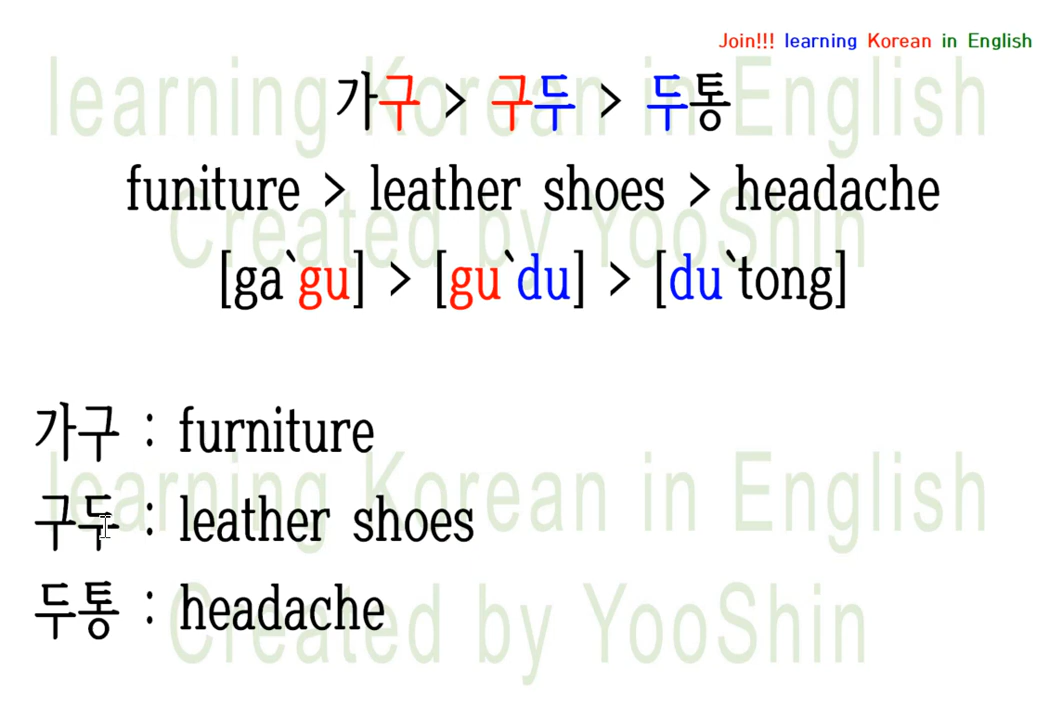 Join!!! learning Korean in English
가구 > 구두 > 두통
funiture > leather shoes > headache
[ga`gu] > [gu`du] > [du`tong]
가구 : furniture
구두 : leather shoes
두통 : headache
learning Korean in English
Created by YooShin
learning Korean in English
Created by YooShin